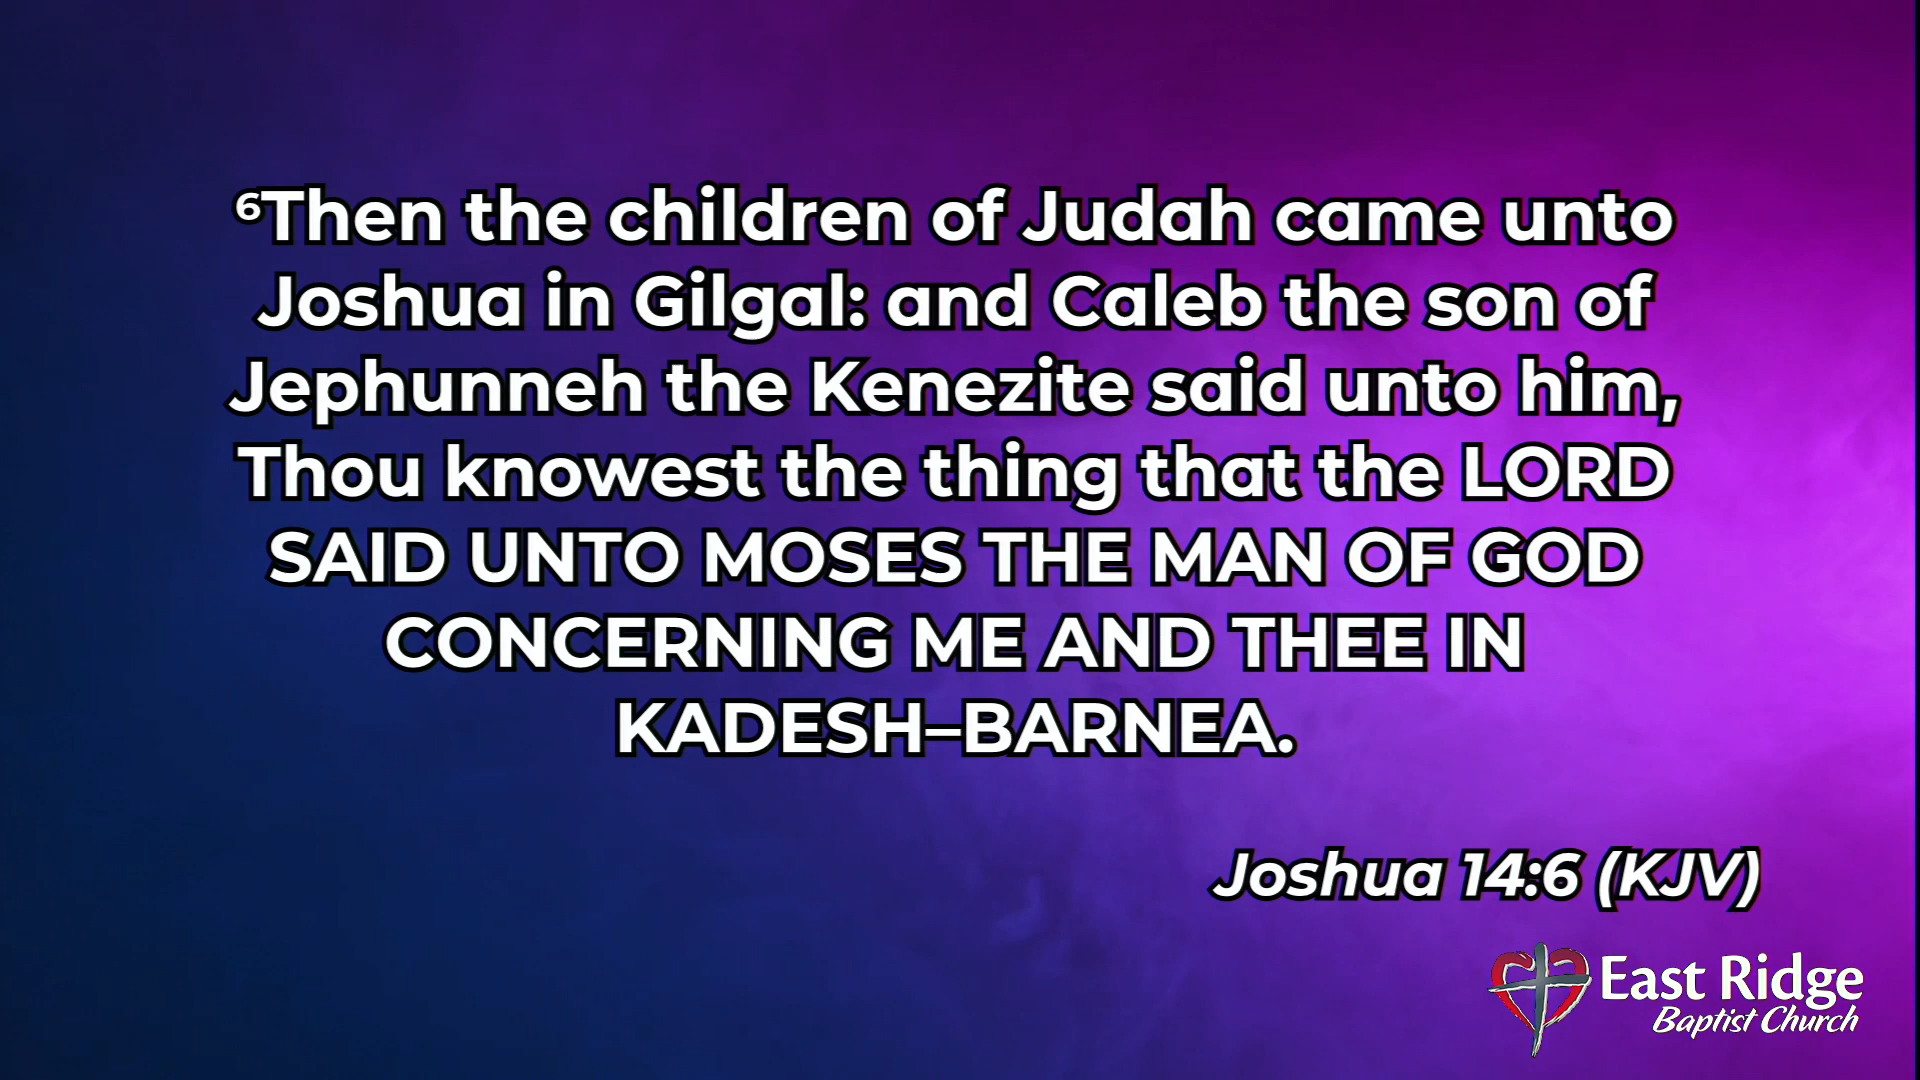 ⁶Then the children of Judah came unto
Joshua in Gilgal: and Caleb the son of
Jephunneh the Kenezite said unto him,
Thou knowest the thing that the LORD
SAID UNTO MOSES THE MAN OF GOD
CONCERNING ME AND THEE IN
KADESH–BARNEA.
Joshua 14:6 (KJV)
East Ridge
Baptist Church